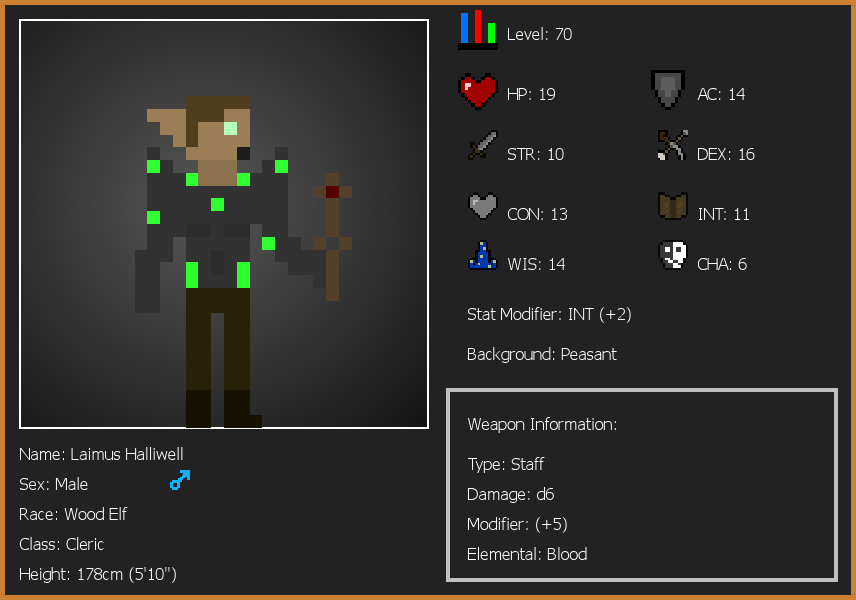 Level: 70
HP: 19
AC: 14
STR: 10
DEX: 16
CON: 13
INT: 11
WIS: 14
CHA: 6
Stat Modifier: INT (+2)
Background: Peasant
Weapon Information:
Type: Staff
Damage: d6
Modifier: (+5)
Elemental: Blood
Name: Laimus Halliwell
Sex: Male
Race: Wood Elf
Class: Cleric
Height: 178cm (5'10")